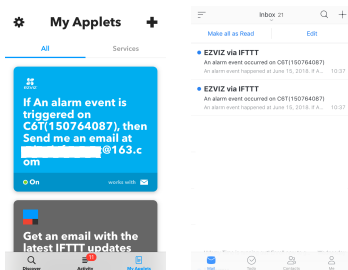 My Applets
All
Services
EZVIZ
If An alarm event is
triggered on
C6T(150764087), then
Send me an email at
@163.c
om
On
works with
Get an email with the
latest IFTTT updates
Discover
11
Activity
My Applets
Inbox 21
Make all as Read
Edit
EZVIZ via IFTTT
An alarm event occurred on C6T(150764087)
An alarm event happened at June 15, 2018. If A...
10:37
EZVIZ via IFTTT
An alarm event occurred on C6T(150764087)
An alarm event happened at June 15, 2018. If A...
10:37
Mail
Contacts
Me